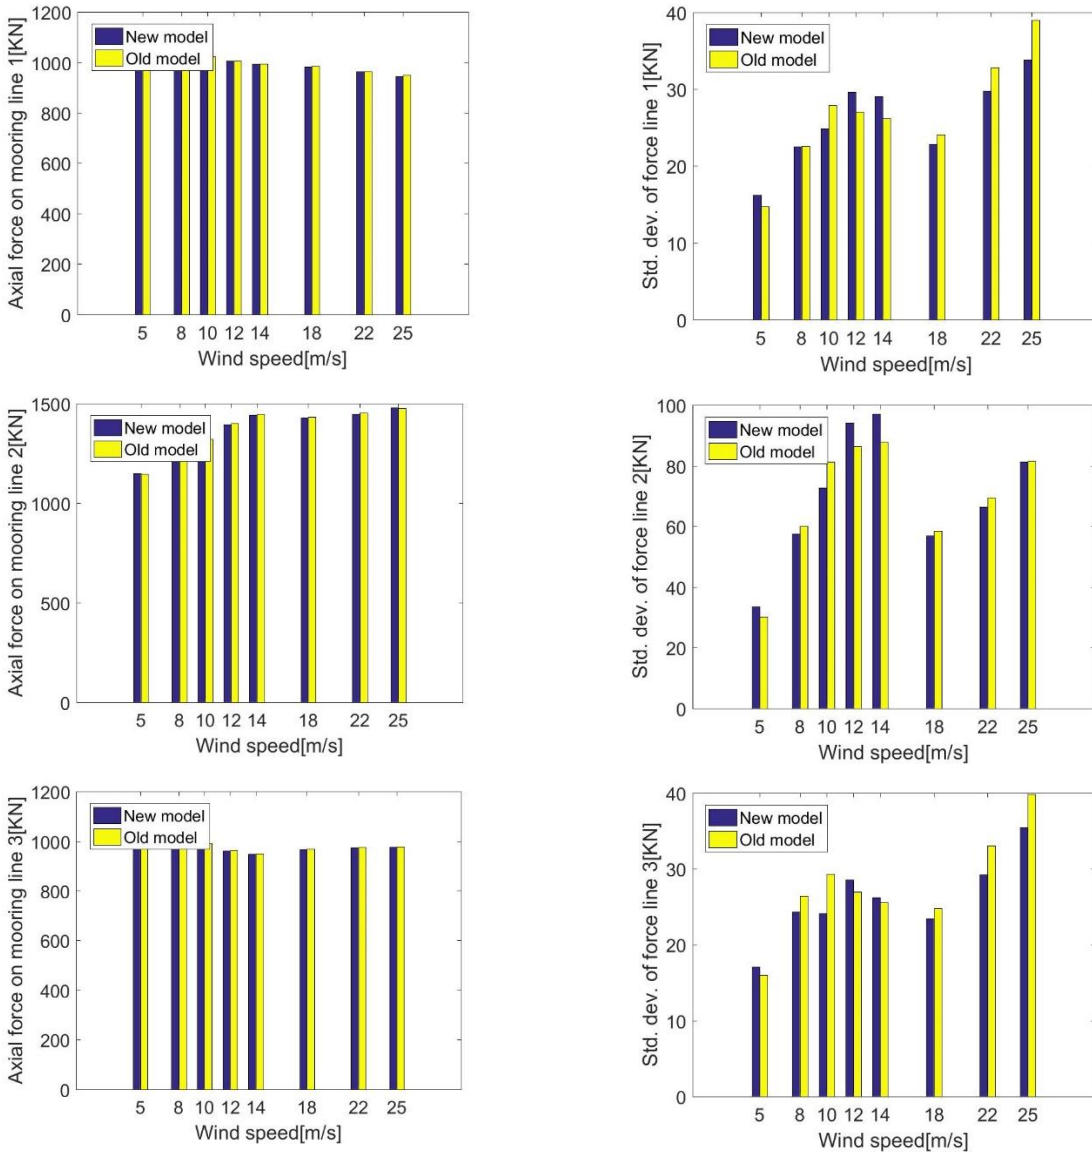 Axial force on mooring line 1[KN]
1200
1000
800
600
400
200
0
New model
Old model
5 8 10 12 14 18 22 25
Wind speed[m/s]
Std. dev. of force line 1[KN]
40
30
20
10
0
New model
Old model
5 8 10 12 14 18 22 25
Wind speed[m/s]
Axial force on mooring line 2[KN]
1500
1000
500
0
New model
Old model
5 8 10 12 14 18 22 25
Wind speed[m/s]
Std. dev. of force line 2[KN]
100
80
60
40
20
0
New model
Old model
5 8 10 12 14 18 22 25
Wind speed[m/s]
Axial force on mooring line 3[KN]
1200
1000
800
600
400
200
0
New model
Old model
5 8 10 12 14 18 22 25
Wind speed[m/s]
Std. dev. of force line 3[KN]
40
30
20
10
0
New model
Old model
5 8 10 12 14 18 22 25
Wind speed[m/s]